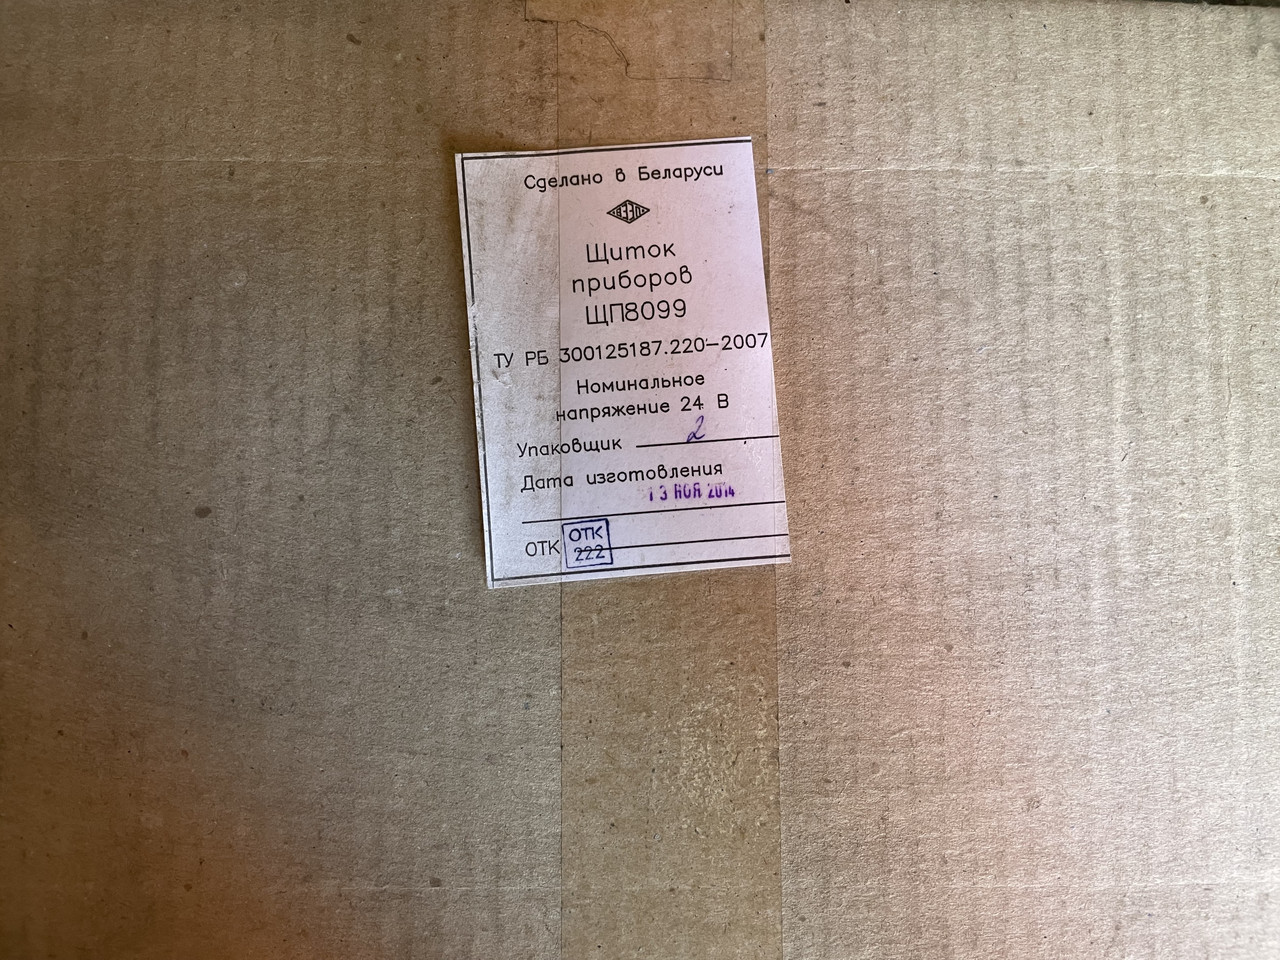 Сделано в Беларуси
ВЗЭП
Щиток
приборов
ЩП8099
ТУ РБ 300125187.220-2007
Номинальное
напряжение 24 В
Упаковщик 2
Дата изготовления
13 НОЯ 2014
ОТК ОТК
222